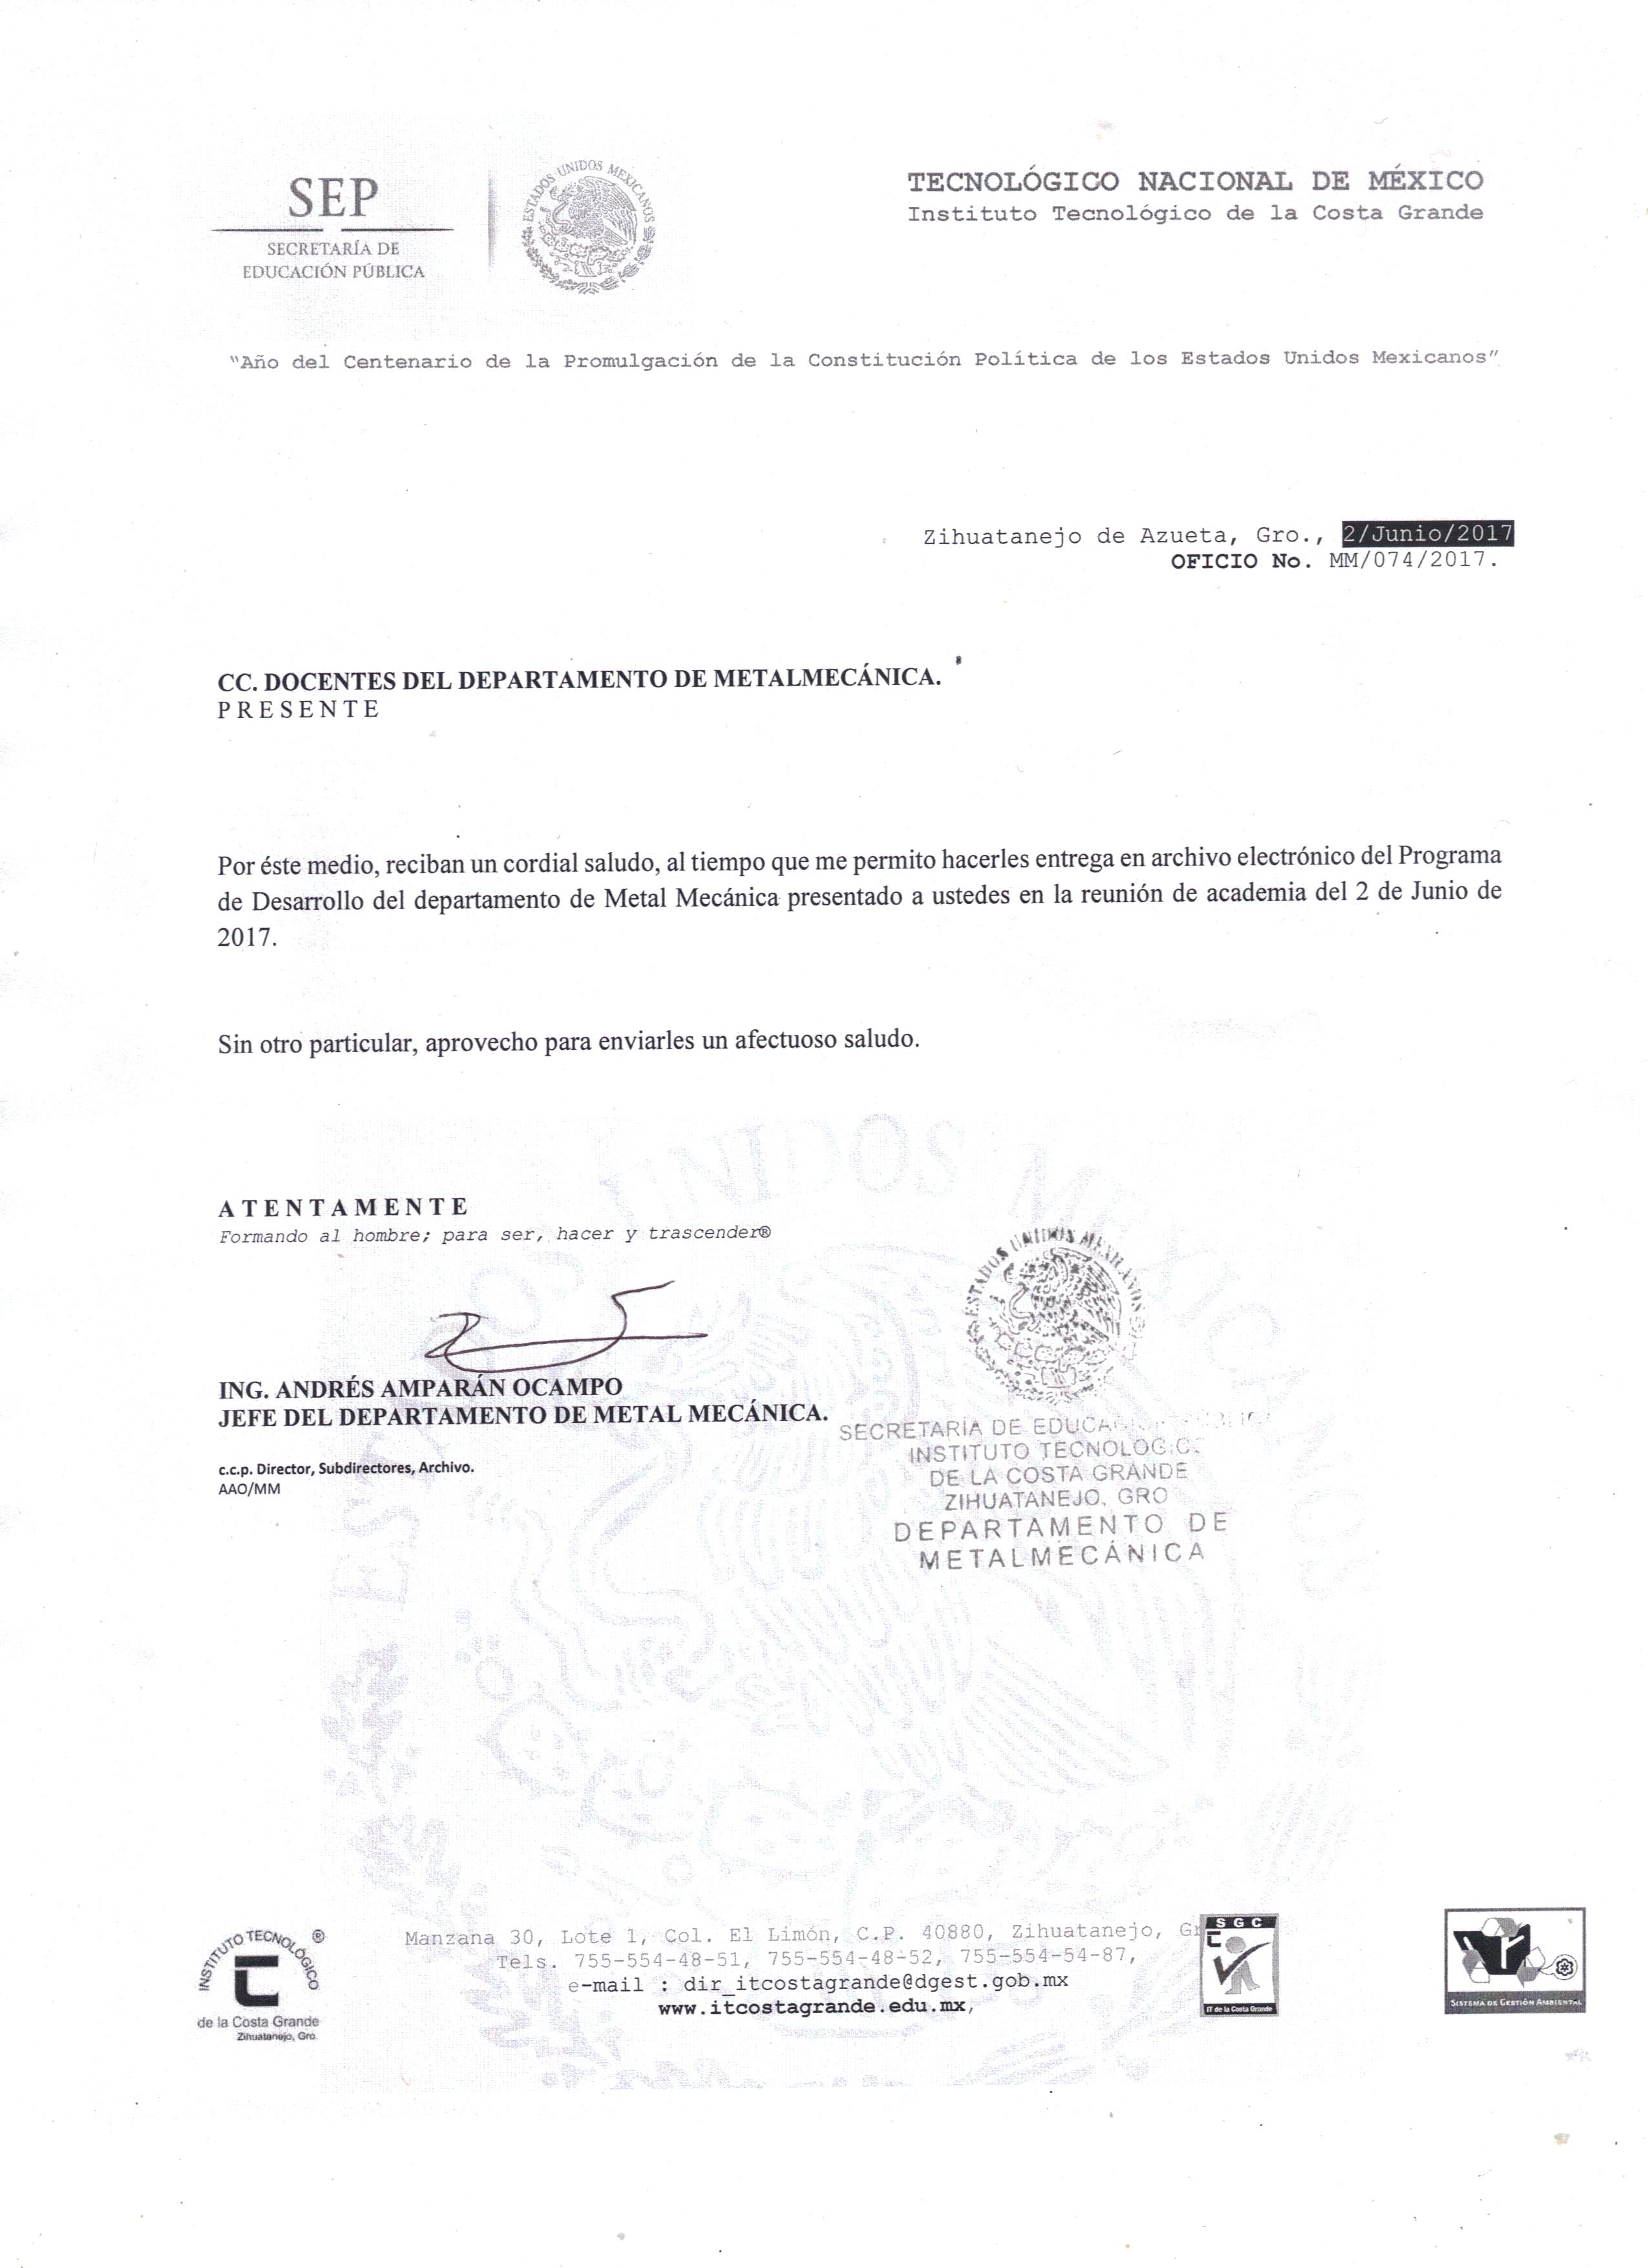 SEP
SECRETARÍA DE
EDUCACIÓN PÚBLICA
ESTADOS UNIDOS MEXICANOS
TECNOLÓGICO NACIONAL DE MÉXICO
Instituto Tecnológico de la Costa Grande
"Año del Centenario de la Promulgación de la Constitución Política de los Estados Unidos Mexicanos"
Zihuatanejo de Azueta, Gro., 2/Junio/2017
OFICIO No. MM/074/2017.
CC. DOCENTES DEL DEPARTAMENTO DE METALMECÁNICA.
P R E S E N T E
Por éste medio, reciban un cordial saludo, al tiempo que me permito hacerles entrega en archivo electrónico del Programa
de Desarrollo del departamento de Metal Mecánica presentado a ustedes en la reunión de academia del 2 de Junio de
2017.
Sin otro particular, aprovecho para enviarles un afectuoso saludo.
A T E N T A M E N T E
Formando al hombre; para ser, hacer y trascender®
ING. ANDRÉS AMPARÁN OCAMPO
JEFE DEL DEPARTAMENTO DE METAL MECÁNICA.
c.c.p. Director, Subdirectores, Archivo.
AAO/MM
ESTADOS UNIDOS MEXICANOS
SECRETARÍA DE
INSTITUTO
DE LA COSTA GRANDE
ZIHUATANEJO, GRO
DEPARTAMENTO DE
METALMECÁNICA
ESTADOS UNIDOS MEXICANOS
INSTITUTO TECNOLÓGICO ®
de la Costa Grande
Zihuatanejo, Gro.
Manzana 30, Lote 1, Col. El Limón, C.P. 40880, Zihuatanejo, Gr
Tels. 755-554-48-51, 755-554-48-52, 755-554-54-87,
e-mail : dir_itcostagrande@dgest.gob.mx
www.itcostagrande.edu.mx,
S G C
IT de la Costa Grande
SISTEMA DE GESTIÓN AMBIENTAL